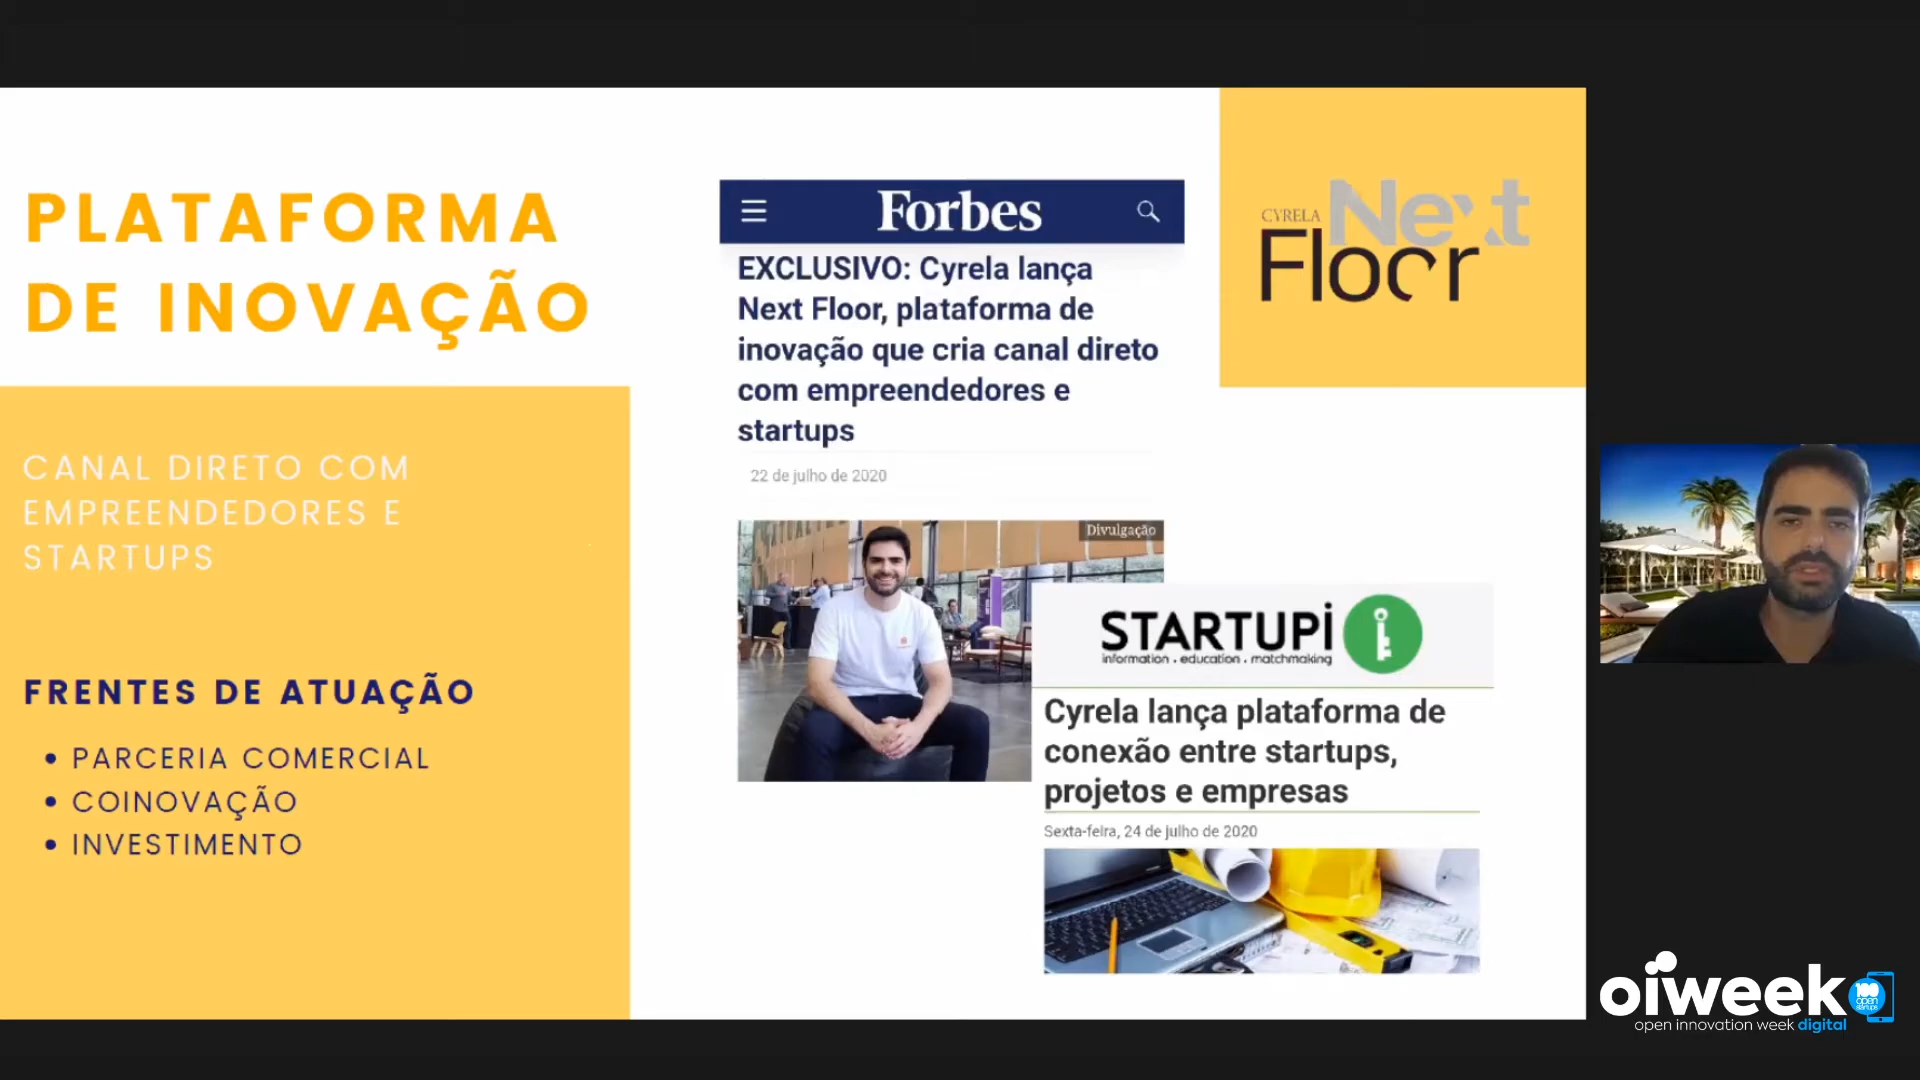 PLATAFORMA
DE INOVAÇÃO
CANAL DIRETO COM
EMPREENDEDORES E
STARTUPS
FRENTES DE ATUAÇÃO
• PARCERIA COMERCIAL
• COINOVAÇÃO
• INVESTIMENTO
Forbes
EXCLUSIVO: Cyrela lança
Next Floor, plataforma de
inovação que cria canal direto
com empreendedores e
startups
22 de julho de 2020
Divulgação
STARTUPi
information . education . matchmaking
Cyrela lança plataforma de
conexão entre startups,
projetos e empresas
Sexta-feira, 24 de julho de 2020
CYRELA Next
Floor
oiweek
open innovation week digital
100
open
startups